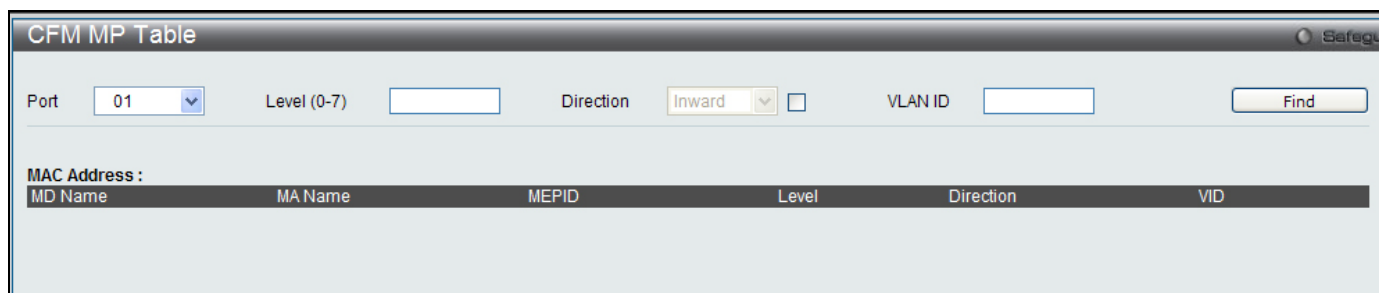 CFM MP Table
Port 01 Level (0-7) Direction Inward VLAN ID Find
MAC Address :
MD Name MA Name MEPID Level Direction VID